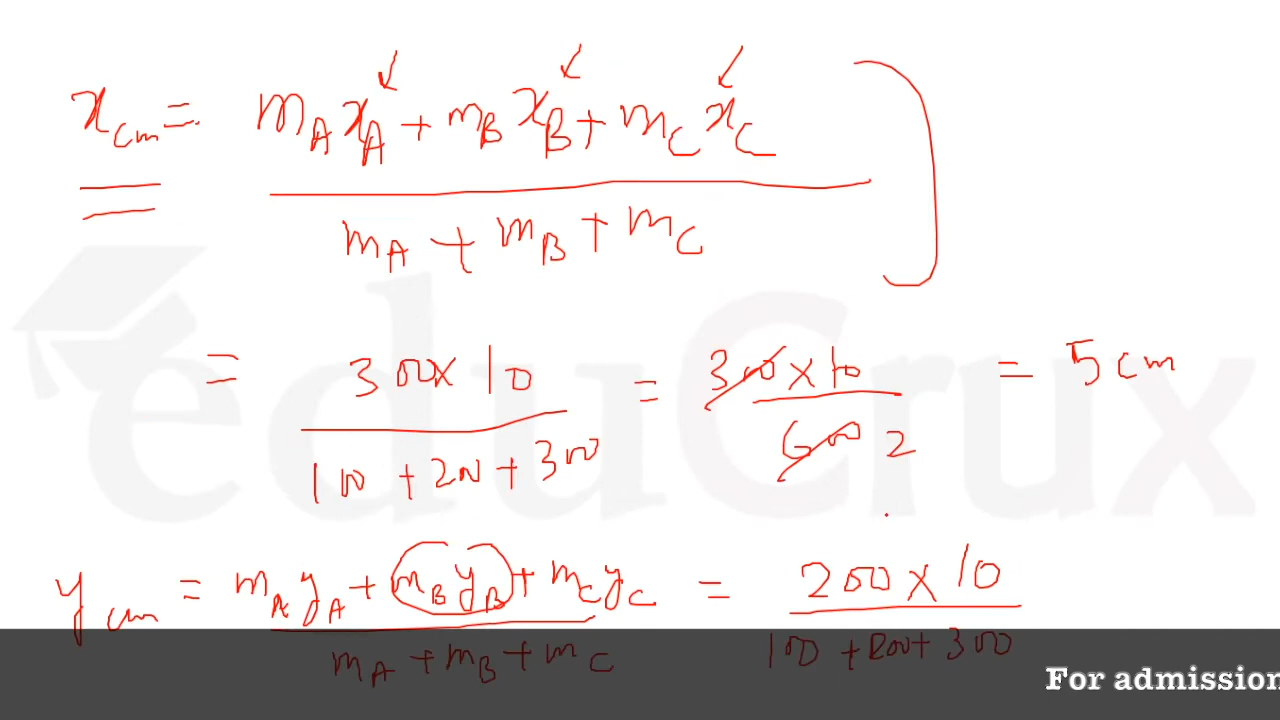 x_cm = m_A x_A + m_B x_B + m_C x_C
m_A + m_B + m_C
= 300 × 10 = 300 × 10 = 5 cm
100 + 200 + 300 600 2
eduCrux
y_cm = m_A y_A + m_B y_B + m_C y_C = 200 × 10
m_A + m_B + m_C 100 + 200 + 300
For admission